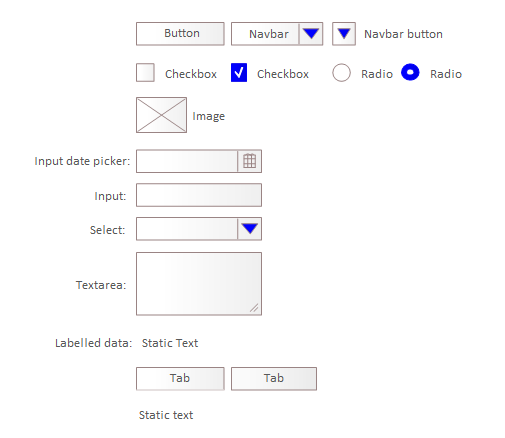 Button Navbar Navbar button
Checkbox Checkbox Radio Radio
Image
Input date picker:
Input:
Select:
Textarea:
Labelled data: Static Text
Tab Tab
Static text